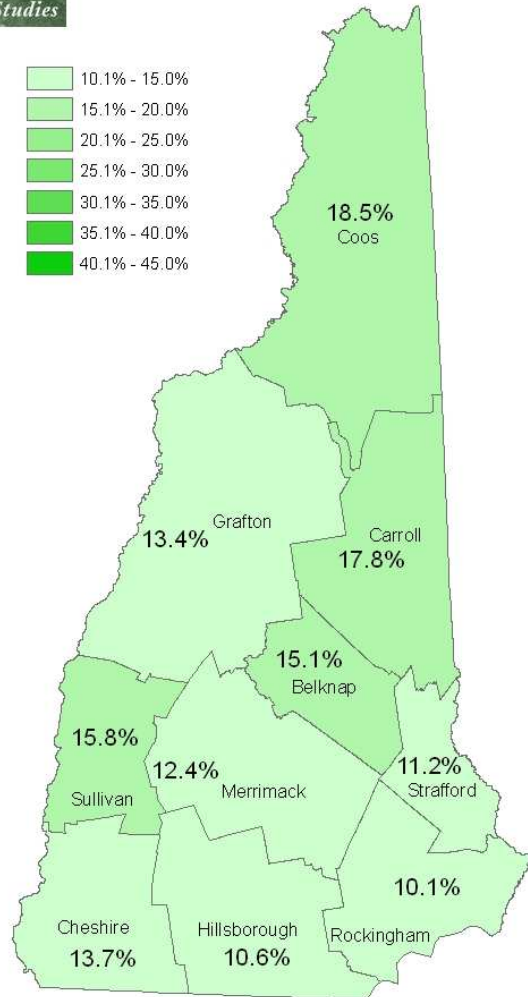 Studies
10.1% - 15.0%
15.1% - 20.0%
20.1% - 25.0%
25.1% - 30.0%
30.1% - 35.0%
35.1% - 40.0%
40.1% - 45.0%
18.5%
Coos
Grafton
13.4%
Carroll
17.8%
15.1%
Belknap
15.8%
Sullivan
12.4%
Merrimack
11.2%
Strafford
10.1%
Rockingham
Cheshire
13.7%
Hillsborough
10.6%